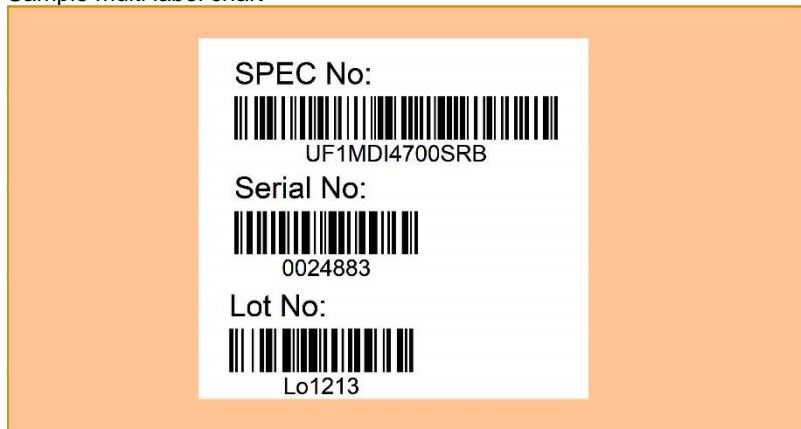 SPEC No:
UF1MDI4700SRB
Serial No:
0024883
Lot No:
Lo1213